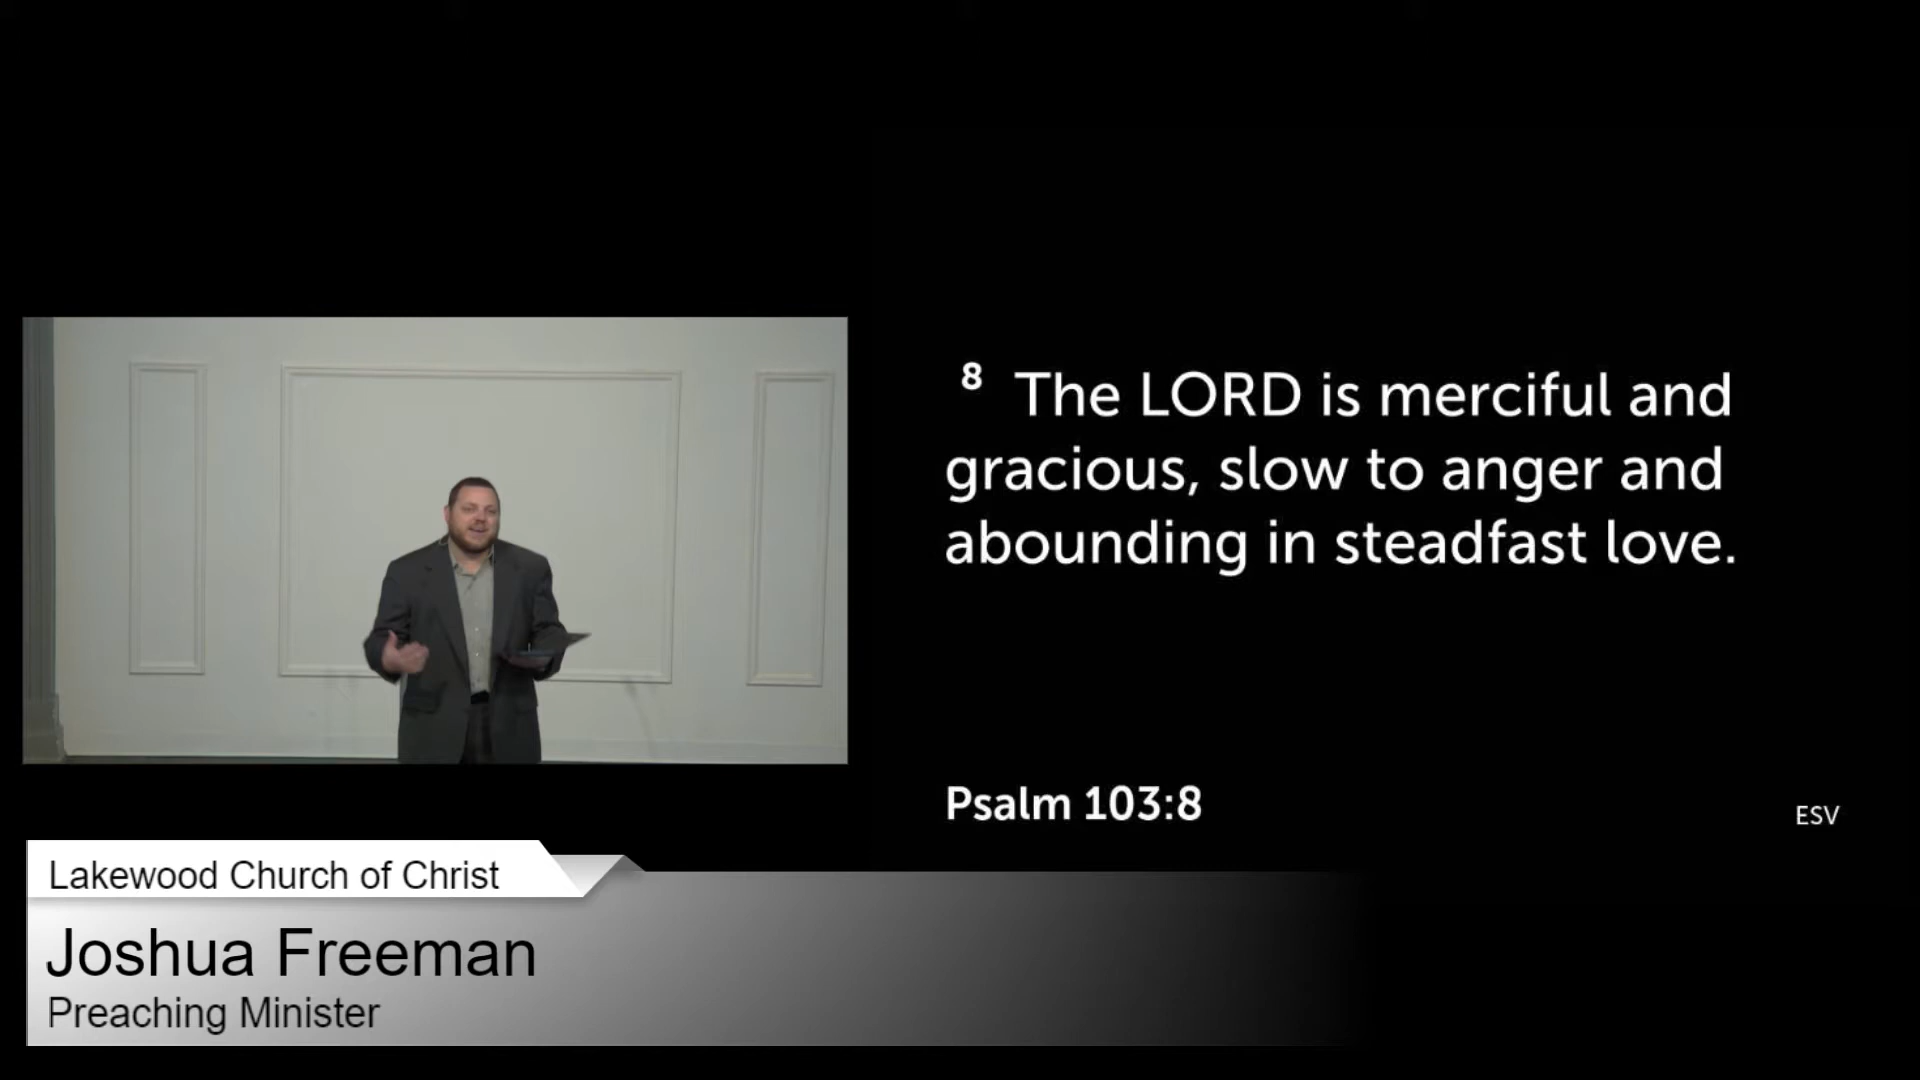 8 The LORD is merciful and
gracious, slow to anger and
abounding in steadfast love.
Psalm 103:8
ESV
Lakewood Church of Christ
Joshua Freeman
Preaching Minister